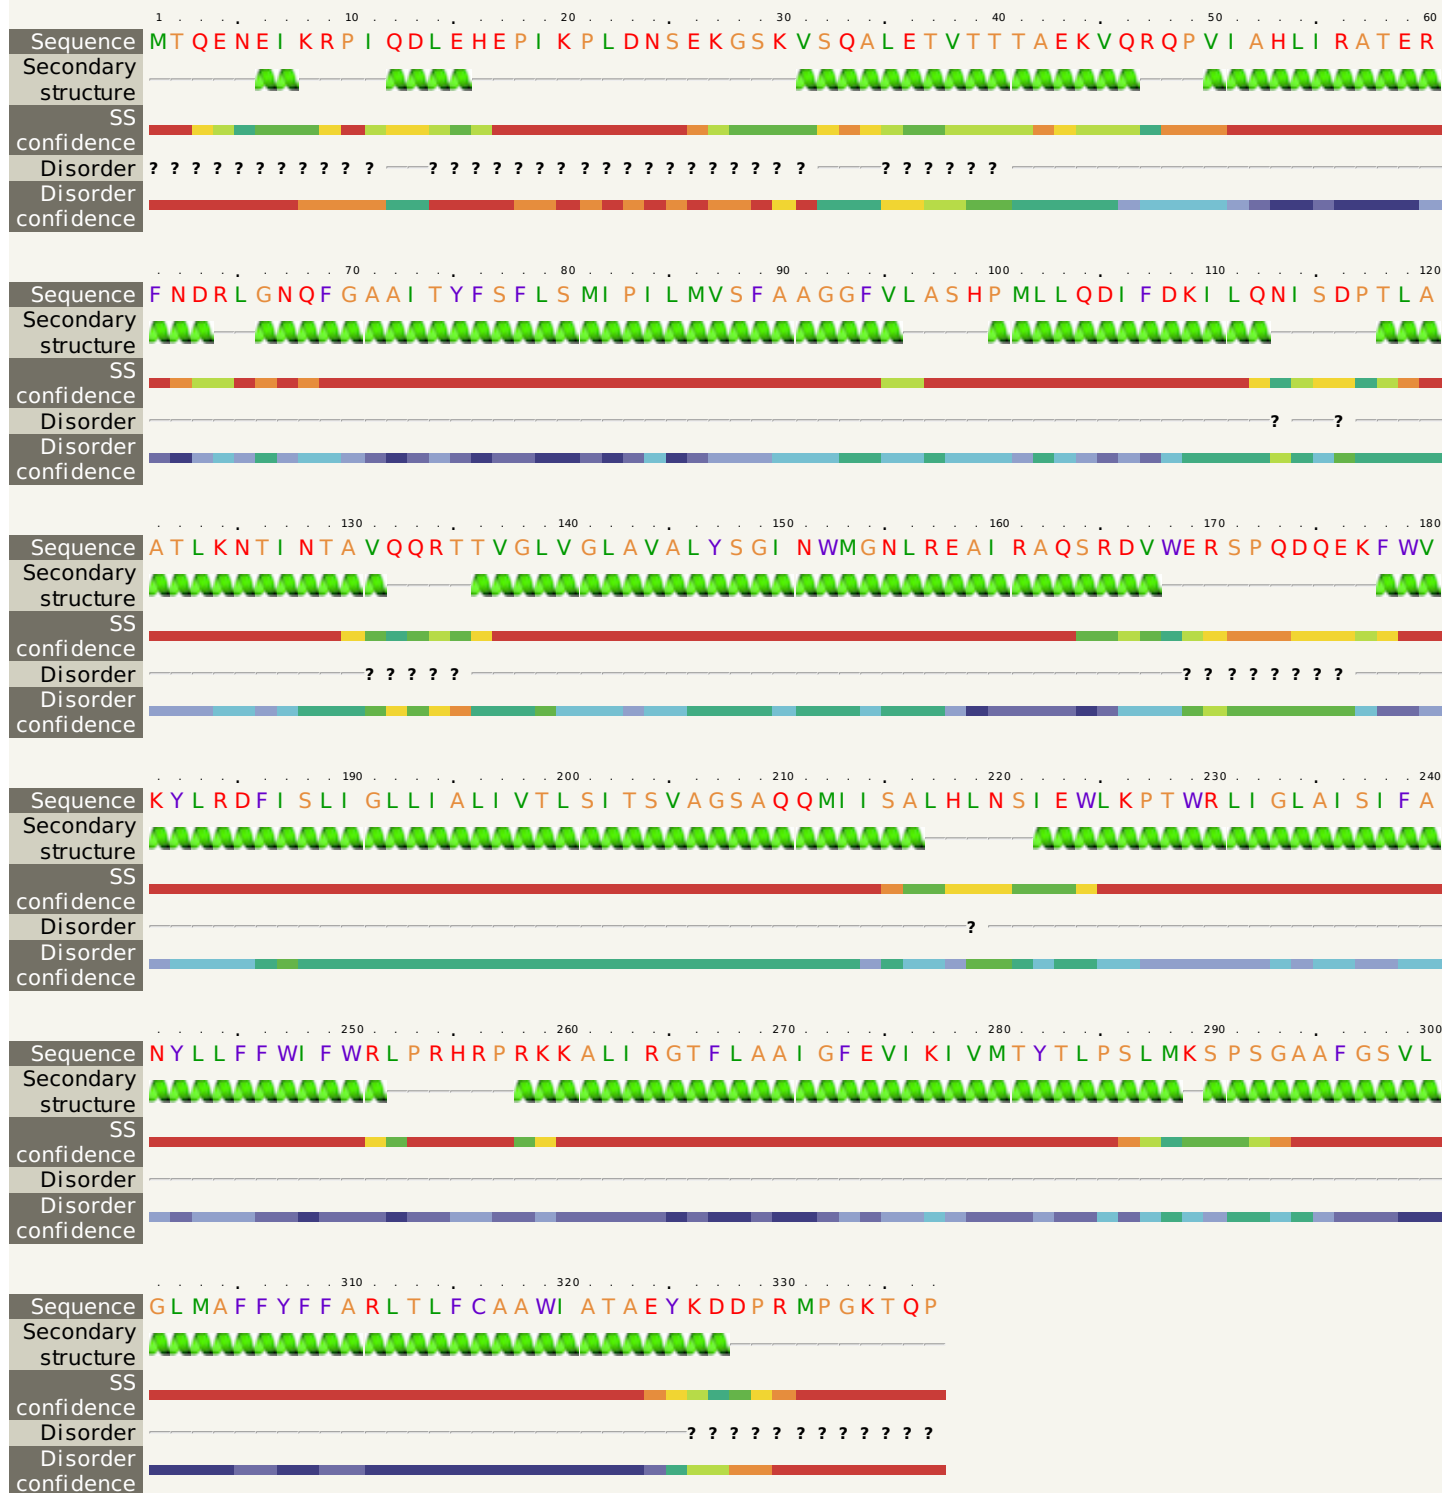 1 10 20 30 40 50 60
Sequence MTQENEIKRPIQDLEHEPIKPLDNSEKGSKVSQALETVTTTAEKVQRQPVIAHLIRATER
Secondary
structure
SS
confidence
Disorder ? ? ? ? ? ? ? ? ? ? ? ? ? ? ? ? ? ? ? ? ? ? ? ? ? ? ? ? ? ? ? ? ? ? ?
Disorder
confidence
70 80 90 100 110 120
Sequence FNDRLGNQFGAAITYFSFLSMIPILMVSFAAGGFVLASHPMLLQDIFDKILQNISDPTLA
Secondary
structure
SS
confidence
Disorder ? ?
Disorder
confidence
130 140 150 160 170 180
Sequence ATLKNTINTAVQQRTTVGLVGLAVALYSGINWMGNLREAIRAQSRDVWERSPQDQEKFWV
Secondary
structure
SS
confidence
Disorder ? ? ? ? ? ? ? ? ? ? ? ? ?
Disorder
confidence
190 200 210 220 230 240
Sequence KYLRDFISLIGLLIALIVTLSITSVAGSAQQMIISALHLNSIEWLKPTWRLIGLAISIFA
Secondary
structure
SS
confidence
Disorder ?
Disorder
confidence
250 260 270 280 290 300
Sequence NYLLFFWIFWRLPRHRPRKKALIRGTFLAAIGFEVIKIVMTYTLPSLMKSPSGAAFGSVL
Secondary
structure
SS
confidence
Disorder
Disorder
confidence
310 320 330
Sequence GLMAFFYFFARLTLFCAAWIATAEYKDDPRMPGKTQP
Secondary
structure
SS
confidence
Disorder ? ? ? ? ? ? ? ? ? ? ? ?
Disorder
confidence